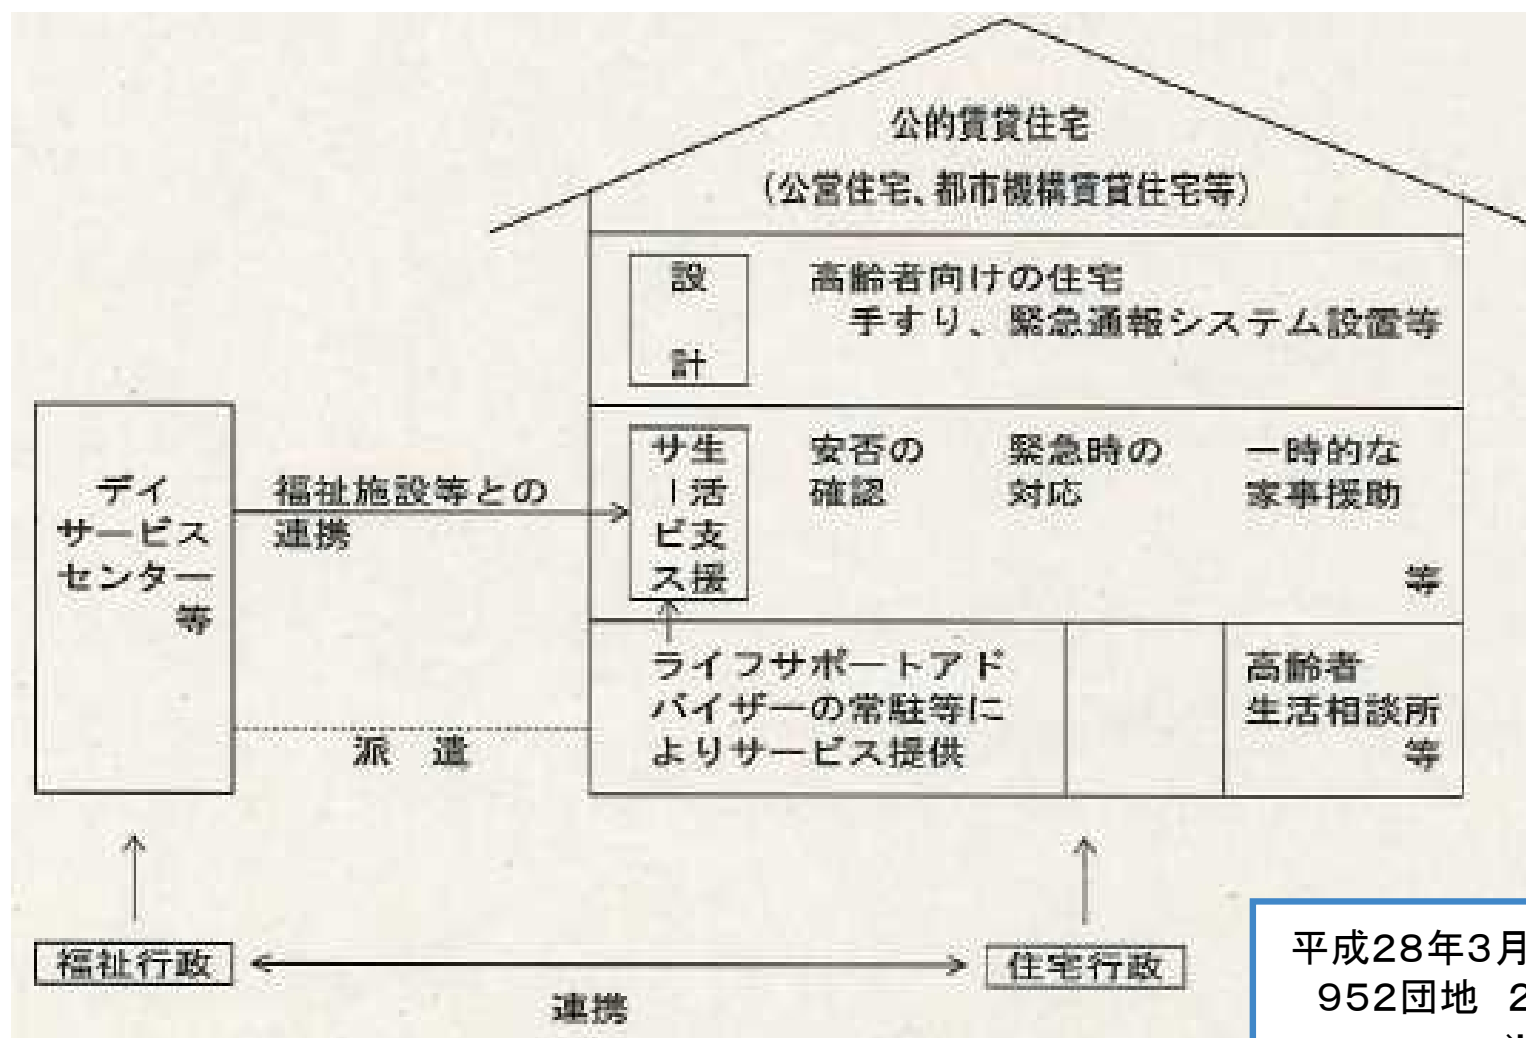 公的賃貸住宅
(公営住宅、都市機構賃貸住宅等)
設計
高齢者向けの住宅
手すり、緊急通報システム設置等
生活支援
サービス
安否の
確認
緊急時の
対応
一時的な
家事援助
等
デイ
サービス
センター
等
福祉施設等との
連携
ライフサポートアド
バイザーの常駐等に
よりサービス提供
高齢者
生活相談所
等
派 遣
福祉行政
住宅行政
連携
平成28年3月
952団地 2